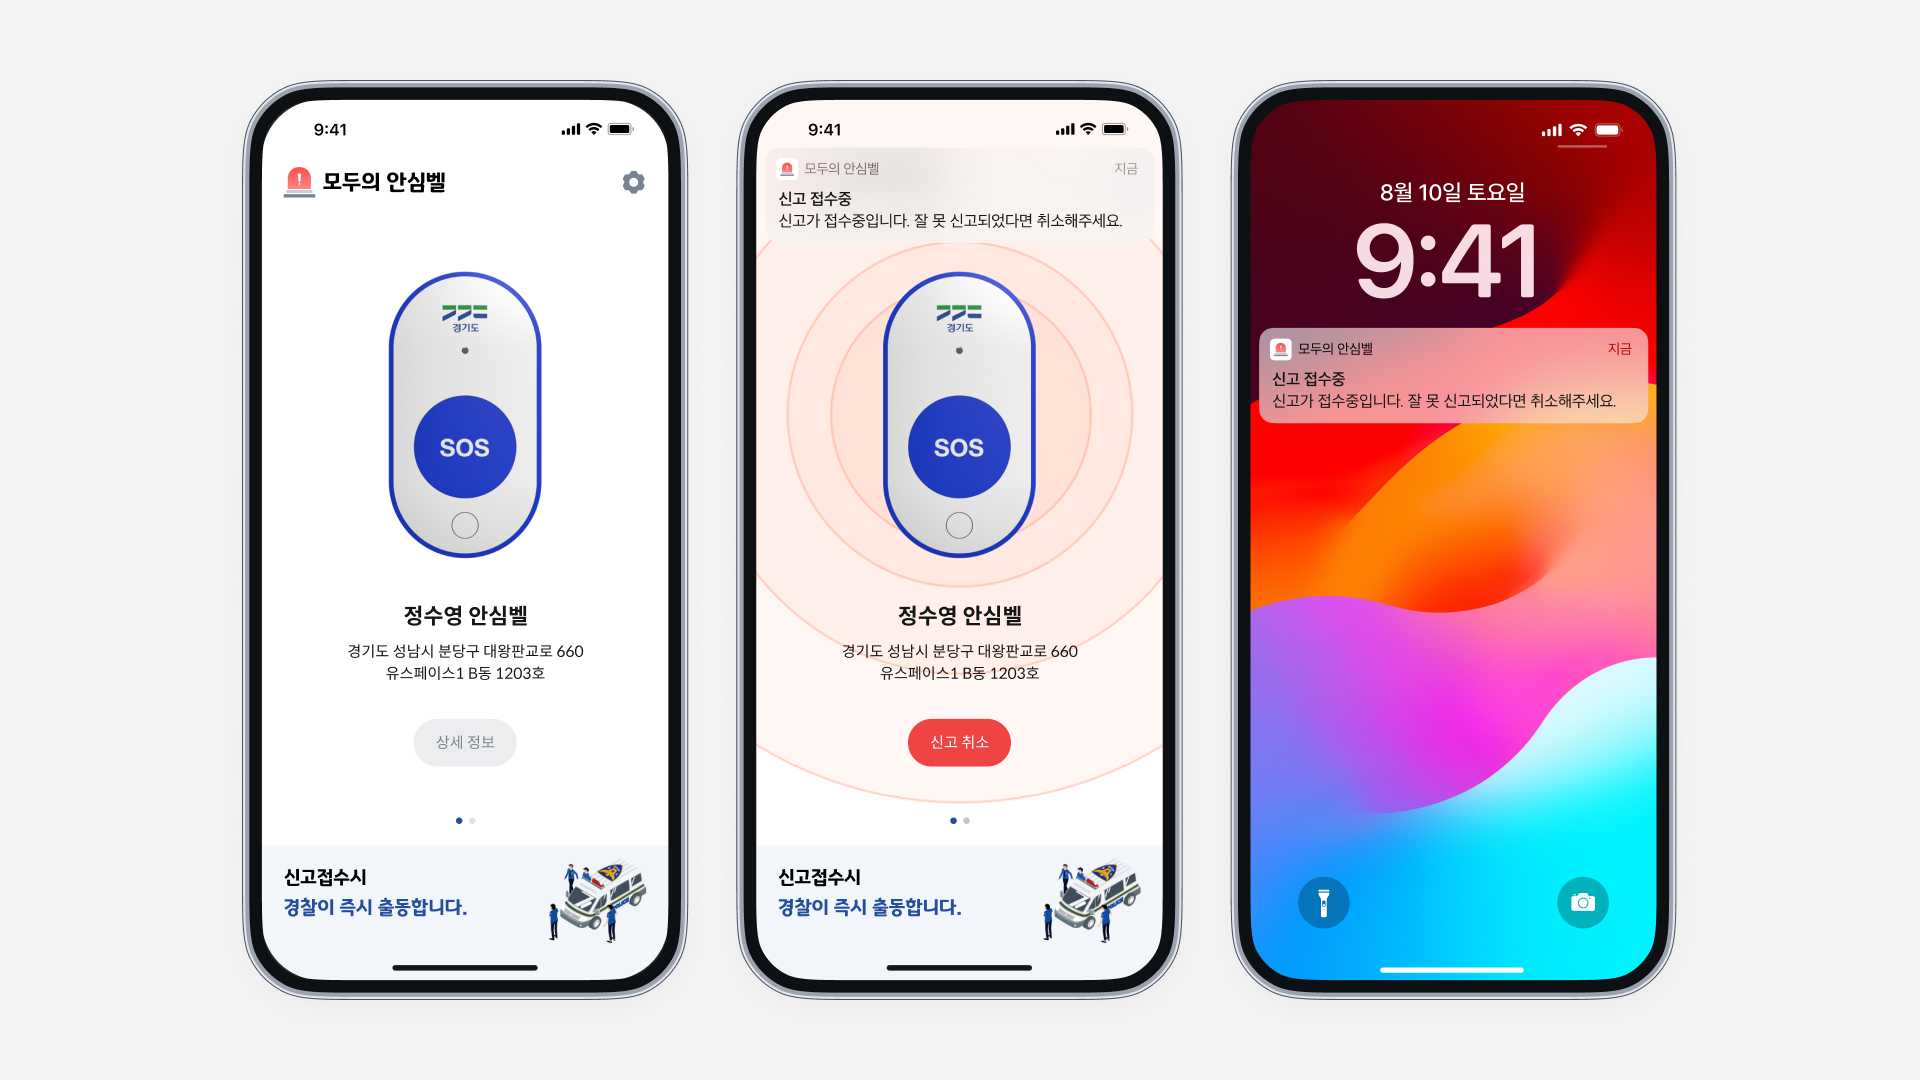 9:41
모두의 안심벨
경기도
SOS
정수영 안심벨
경기도 성남시 분당구 대왕판교로 660
유스페이스1 B동 1203호
상세 정보
신고접수시
경찰이 즉시 출동합니다.
9:41
모두의 안심벨
지금
신고 접수중
신고가 접수중입니다. 잘 못 신고되었다면 취소해주세요.
경기도
SOS
정수영 안심벨
경기도 성남시 분당구 대왕판교로 660
유스페이스1 B동 1203호
신고 취소
신고접수시
경찰이 즉시 출동합니다.
8월 10일 토요일
9:41
모두의 안심벨
지금
신고 접수중
신고가 접수중입니다. 잘 못 신고되었다면 취소해주세요.